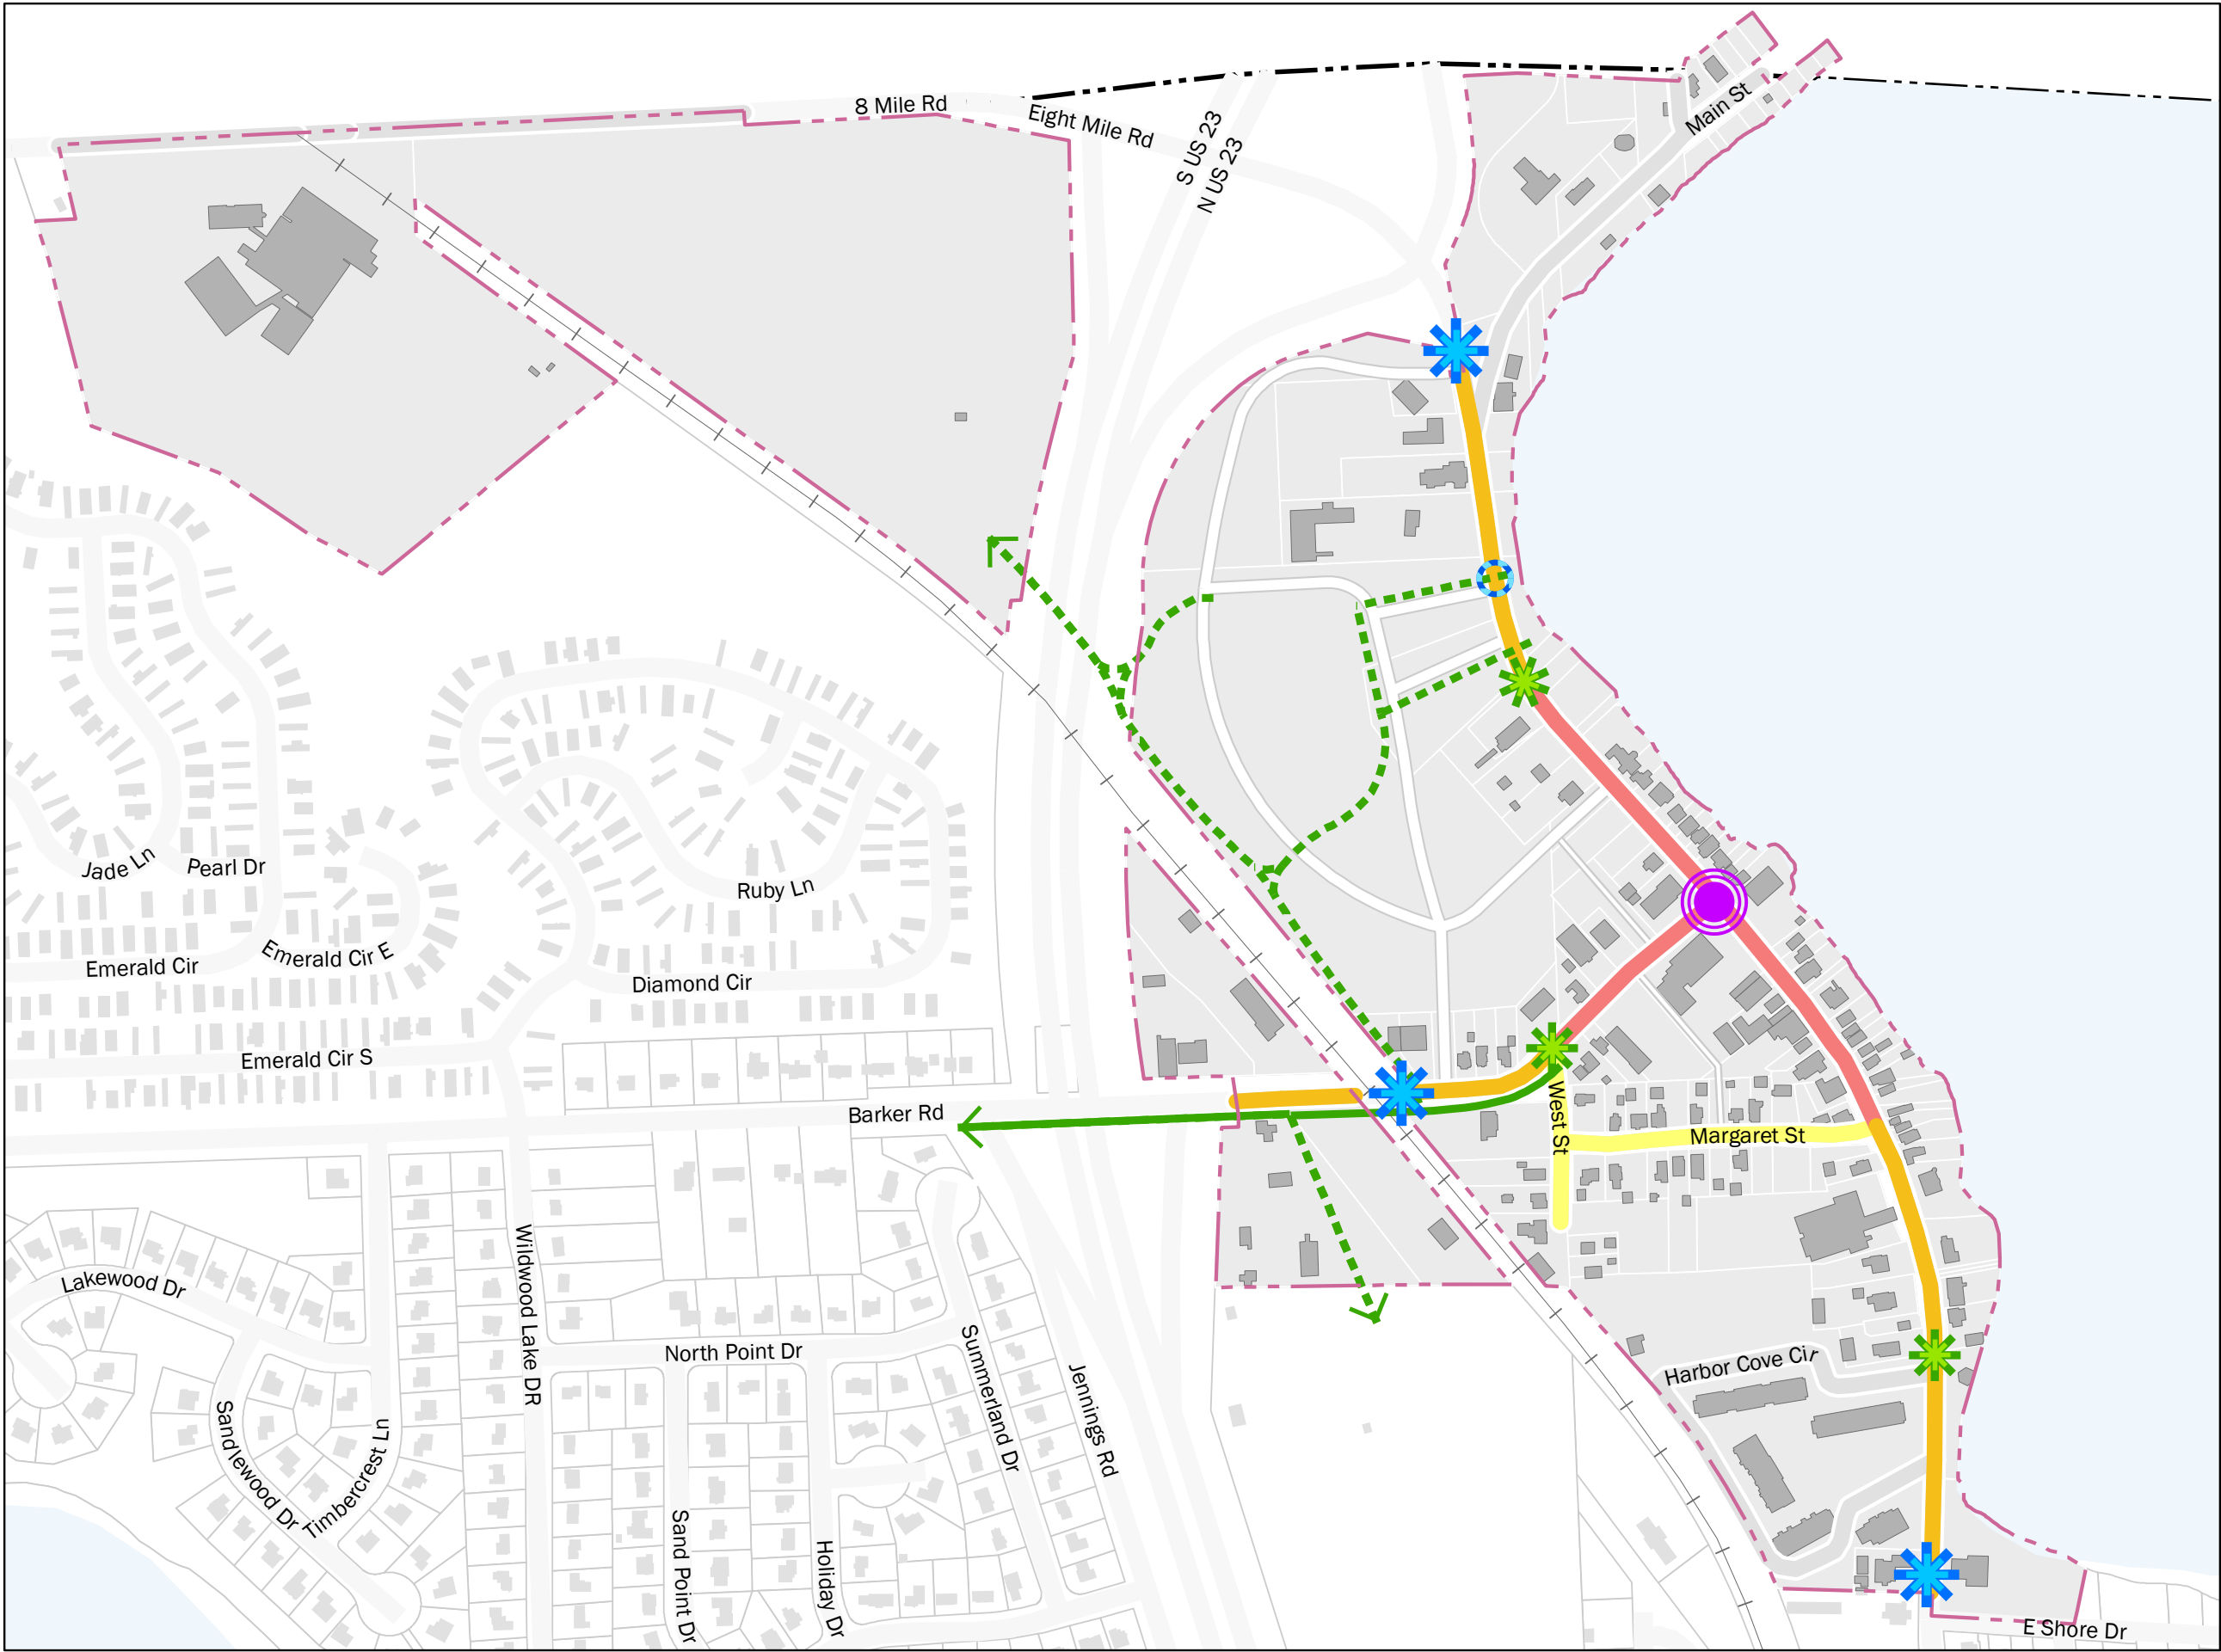 8 Mile Rd
Eight Mile Rd
S US 23
N US 23
Main St
Jade Ln
Pearl Dr
Ruby Ln
Emerald Cir
Emerald Cir E
Diamond Cir
Emerald Cir S
Barker Rd
West St
Margaret St
Lakewood Dr
Wildwood Lake DR
North Point Dr
Summerland Dr
Jennings Rd
Harbor Cove Cir
Sandlewood Dr
Timbercrest Ln
Sand Point Dr
Holiday Dr
E Shore Dr